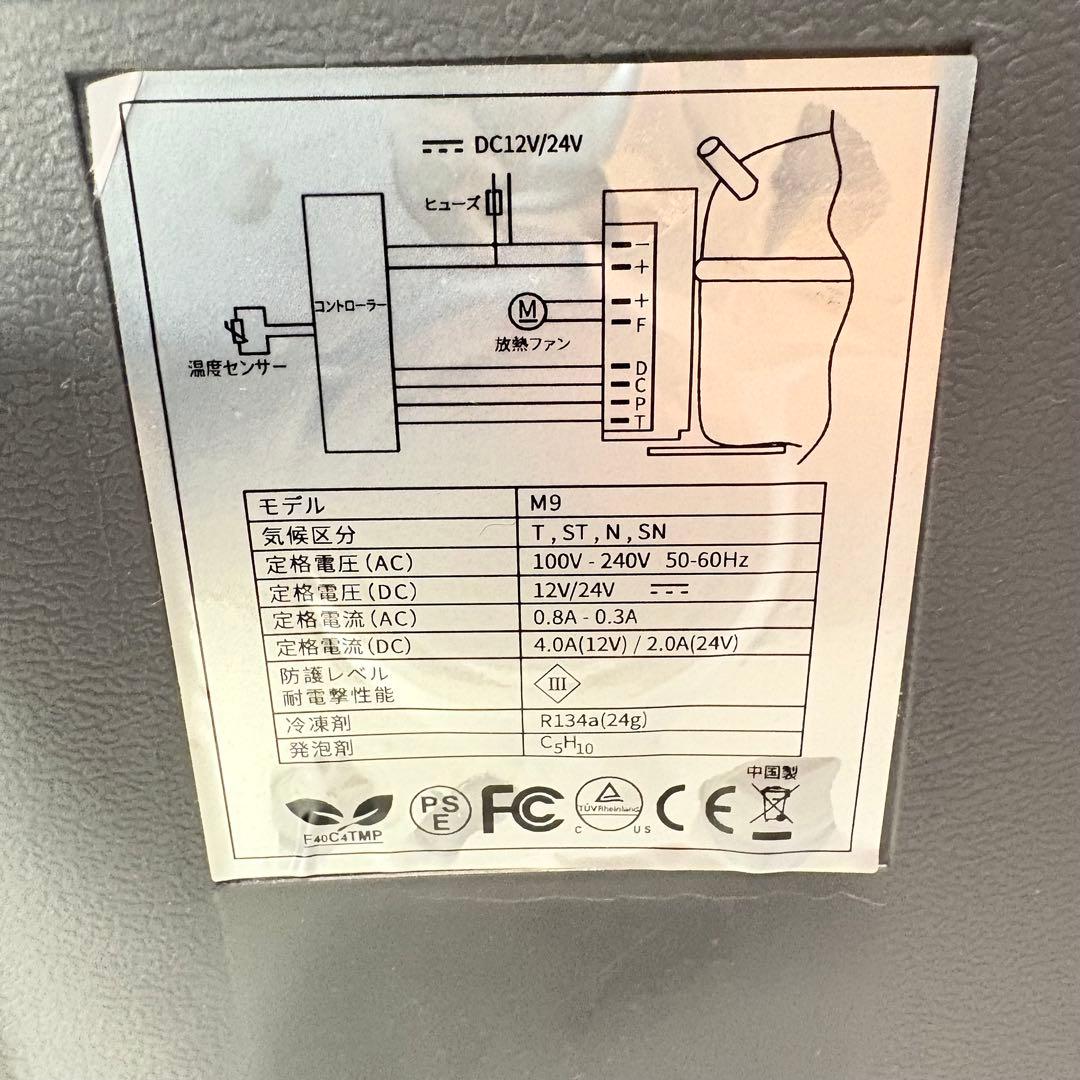 DC12V/24V
ヒューズ
コントローラー
温度センサー
M
放熱ファン
−
+
+
F
D
C
P
T
モデル M9
気候区分 T , ST , N , SN
定格電圧(AC) 100V - 240V 50-60Hz
定格電圧(DC) 12V/24V
定格電流(AC) 0.8A - 0.3A
定格電流(DC) 4.0A(12V) / 2.0A(24V)
防護レベル
耐電撃性能 III
冷凍剤 R134a(24g)
発泡剤 C₅H₁₀
中国製
F40C4TMP
PS
E
FC
TÜVRheinland
C US
CE